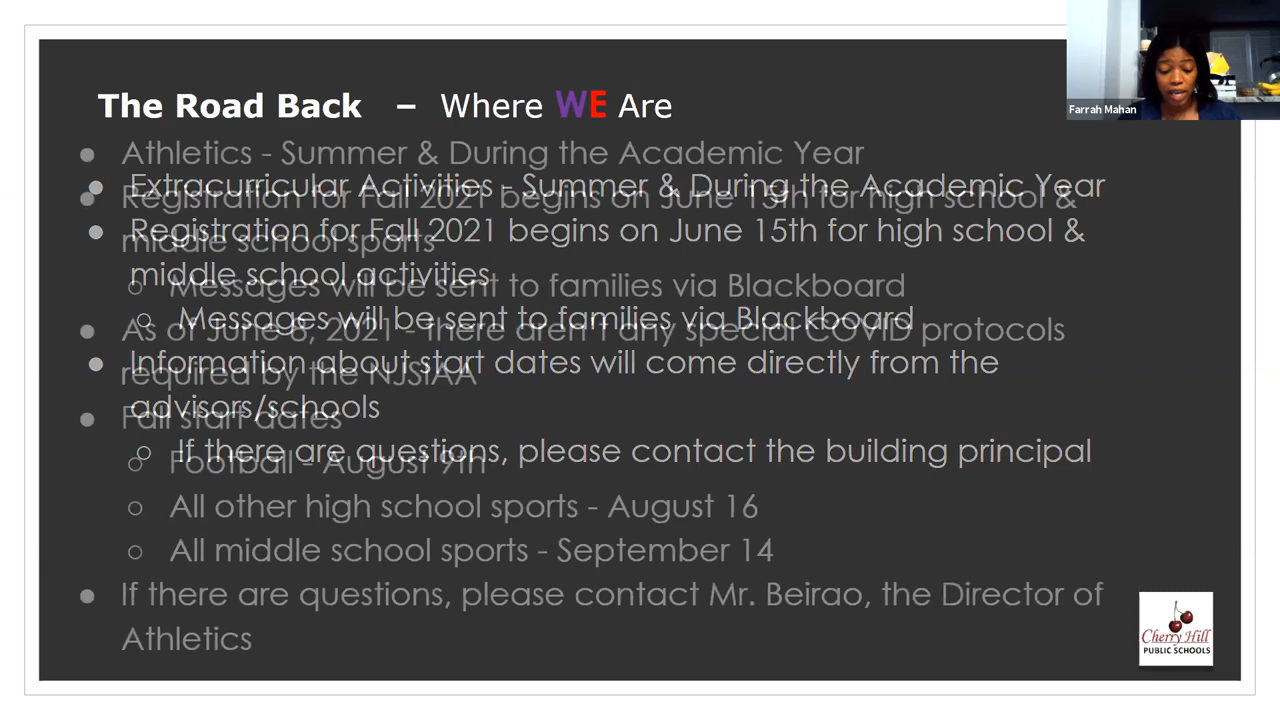 The Road Back – Where WE Are
Farrah Mahan
● Athletics - Summer & During the Academic Year
● Registration for Fall 2021 begins on June 15th for high school &
middle school sports
○ Messages will be sent to families via Blackboard
● As of June 8, 2021 - there aren't any special COVID protocols
required by the NJSIAA
● Fall start dates
○ Football - August 9th
○ All other high school sports - August 16
○ All middle school sports - September 14
● If there are questions, please contact Mr. Beirao, the Director of
Athletics
● Extracurricular Activities - Summer & During the Academic Year
● Registration for Fall 2021 begins on June 15th for high school &
middle school activities
○ Messages will be sent to families via Blackboard
● Information about start dates will come directly from the
advisors/schools
○ If there are questions, please contact the building principal
Cherry Hill
PUBLIC SCHOOLS